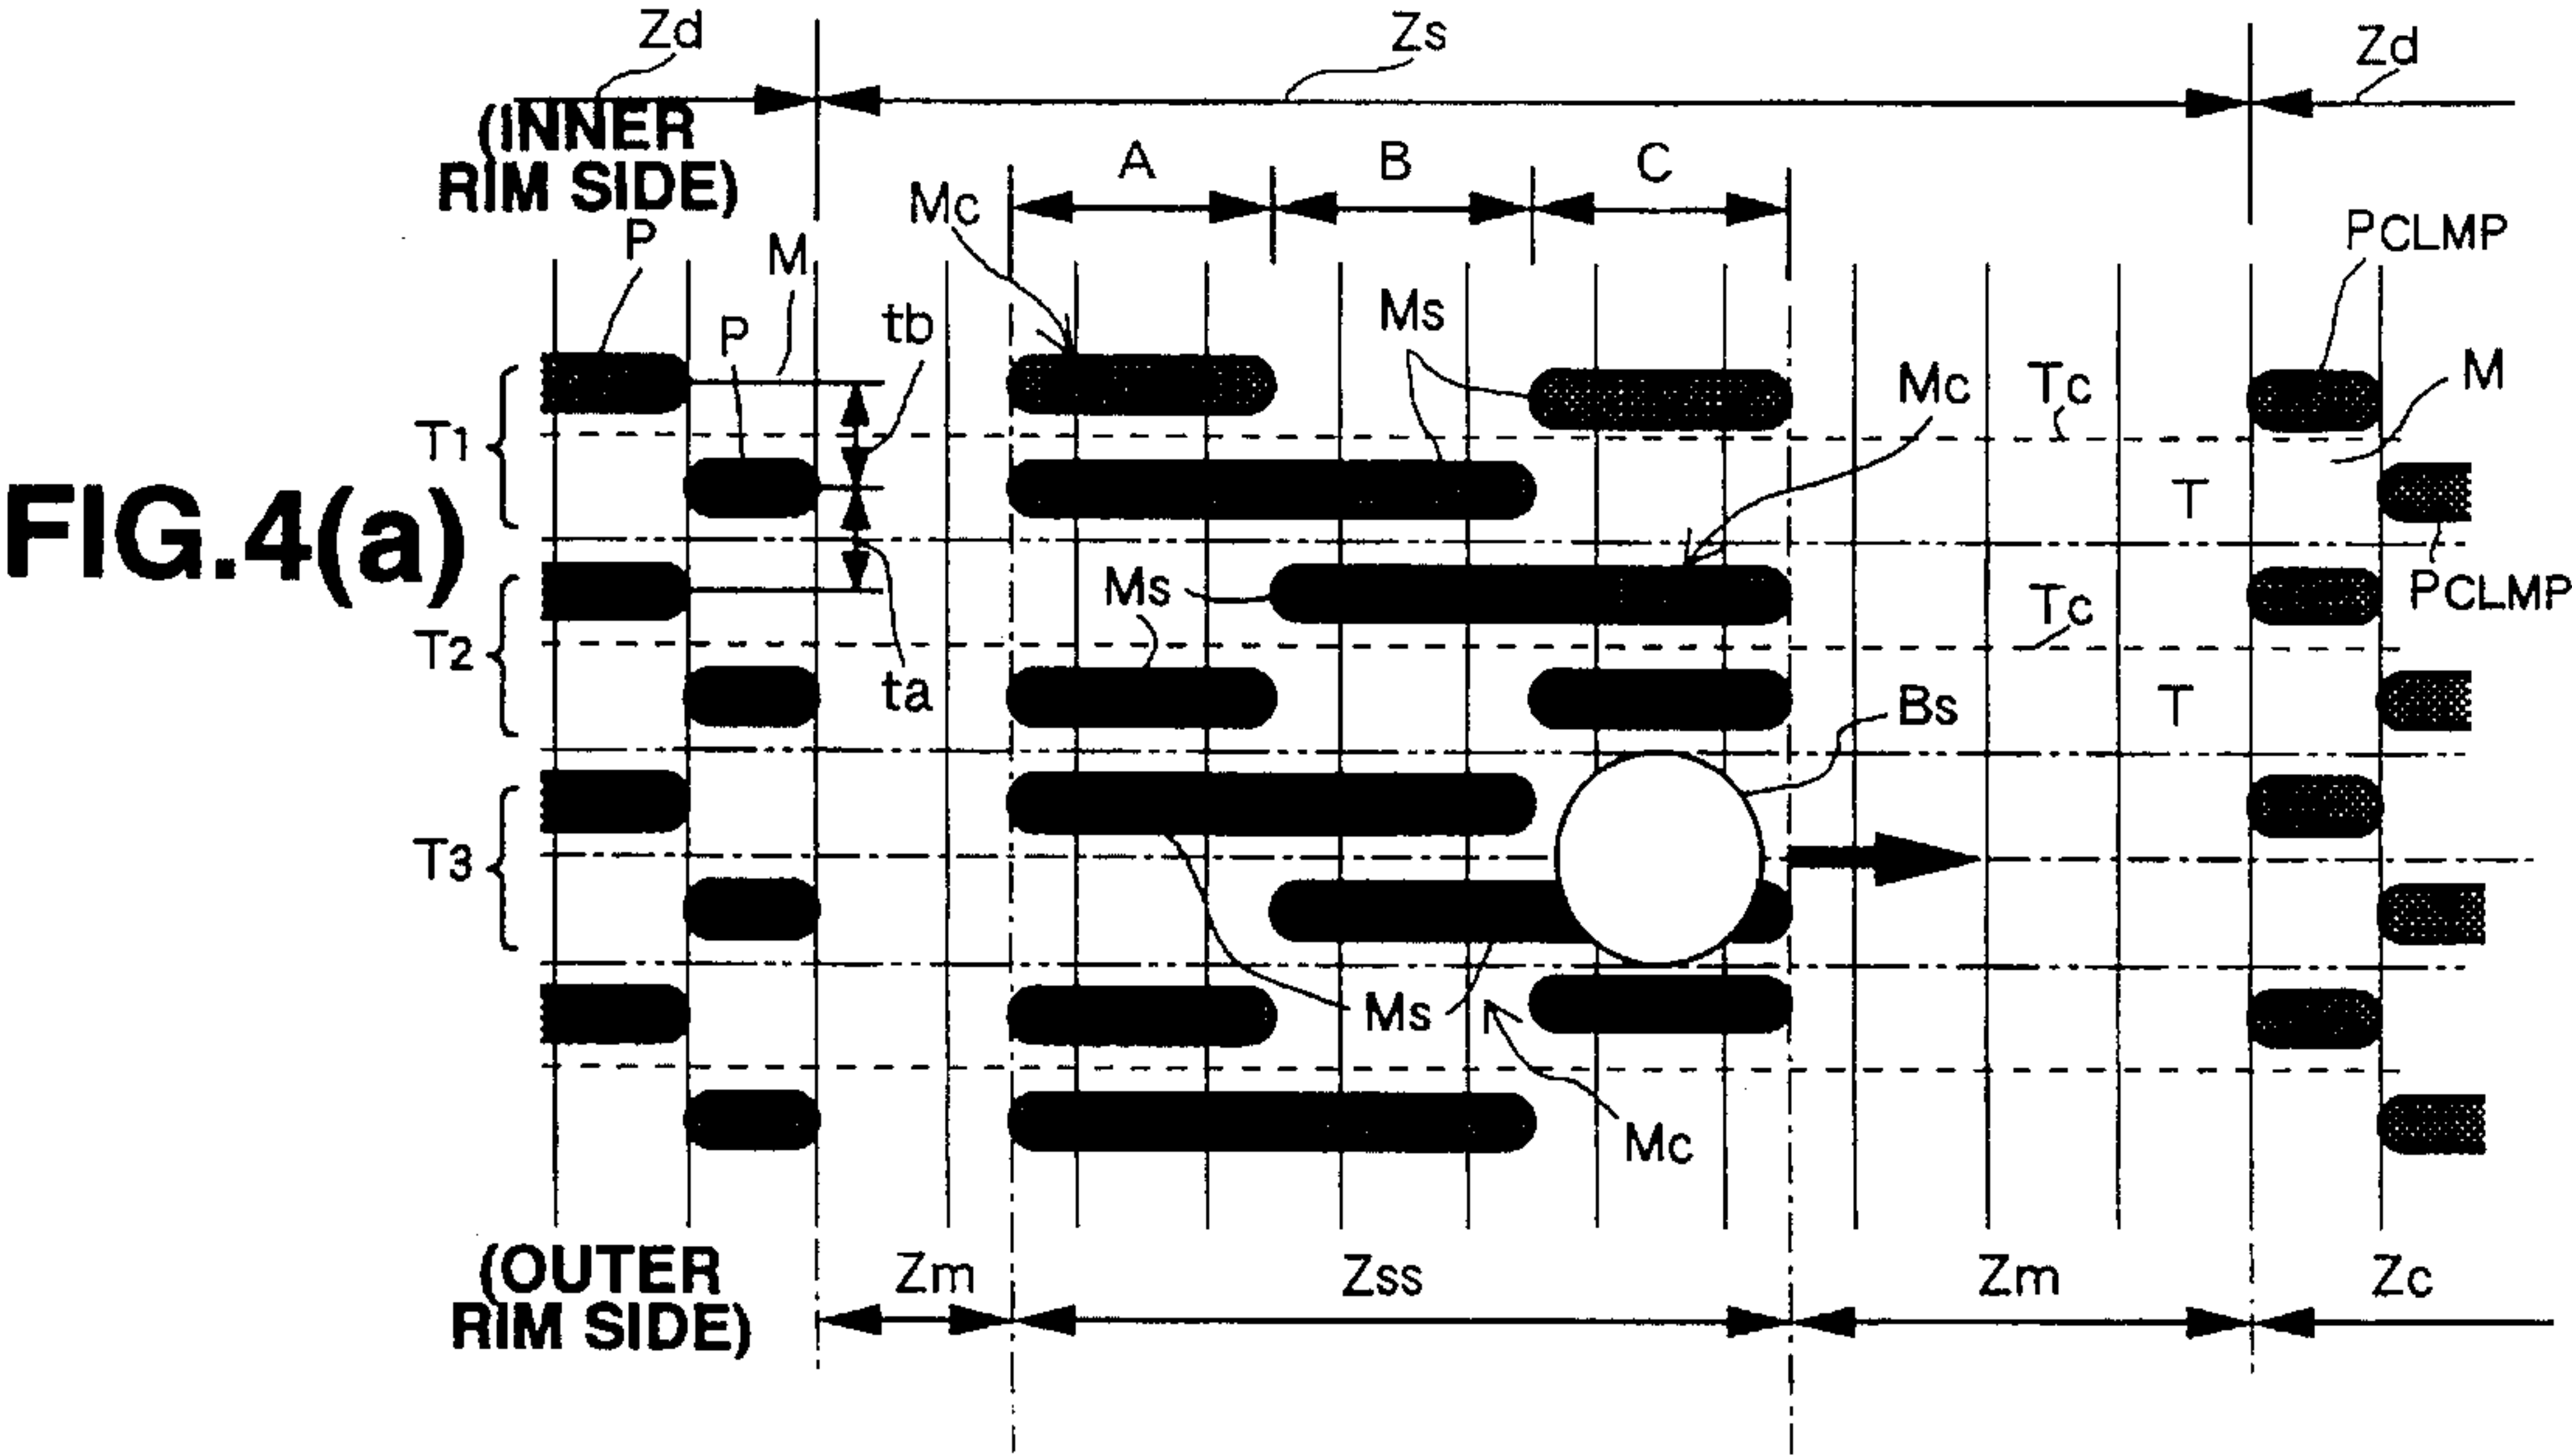 Zd Zs Zd
(INNER
RIM SIDE)
A B C
Mc
P M PCLMP
tb Ms
P
Mc Tc M
T1
FIG.4(a)
T
Ms Tc PCLMP
T2
ta Bs T
T3
Ms
Mc
(OUTER
RIM SIDE)
Zm Zss Zm Zc